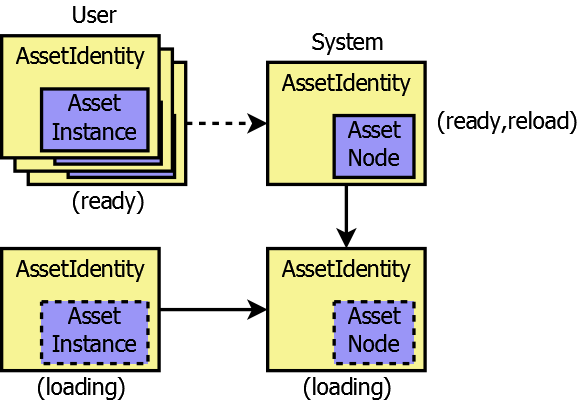 User
AssetIdentity
Asset
Instance
(ready)
System
AssetIdentity
Asset
Node
(ready,reload)
AssetIdentity
Asset
Instance
(loading)
AssetIdentity
Asset
Node
(loading)